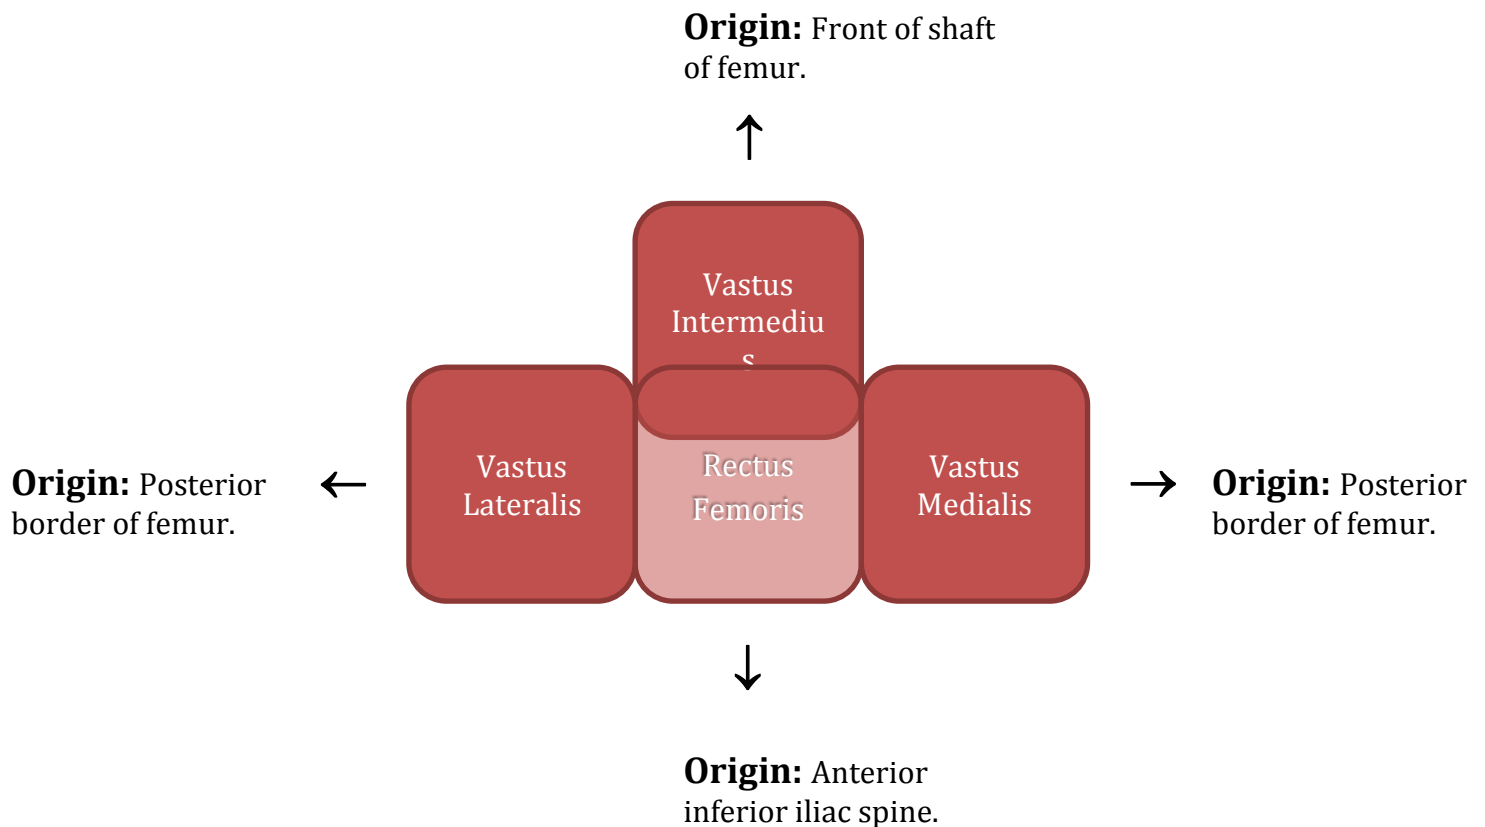 Origin: Front of shaft
of femur.
↑
Vastus
Intermediu
s
Vastus
Lateralis
Rectus
Femoris
Vastus
Medialis
Origin: Posterior
border of femur.
←
→
Origin: Posterior
border of femur.
↓
Origin: Anterior
inferior iliac spine.